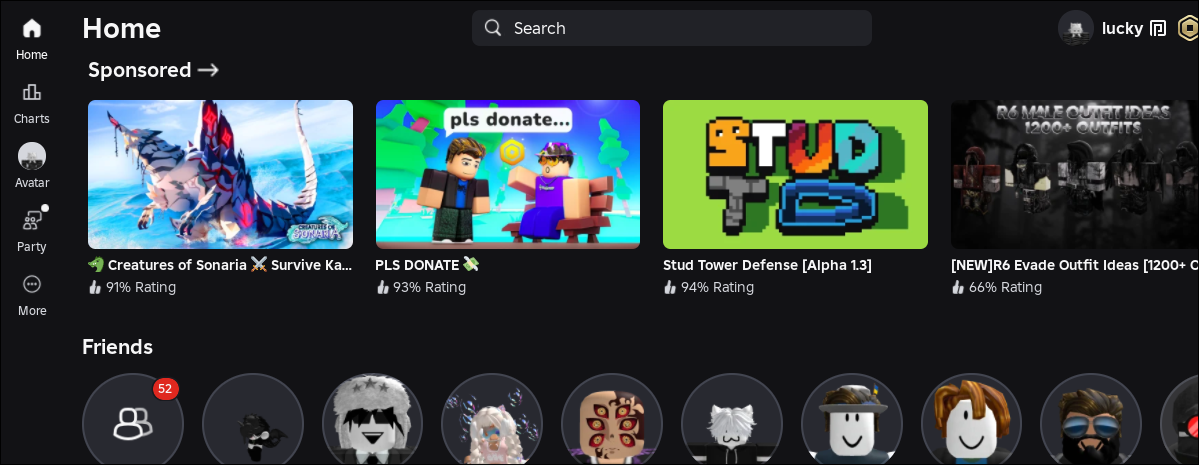 Home
Search
lucky
Home
Sponsored
Charts
Avatar
Party
More
pls donate...
STUD
TD
R6 MALE OUTFIT IDEAS
1200+ OUTFITS
CREATURES OF
SONARIA
🐲 Creatures of Sonaria ⚔️ Survive Ka...
91% Rating
PLS DONATE 💸
93% Rating
Stud Tower Defense [Alpha 1.3]
94% Rating
[NEW]R6 Evade Outfit Ideas [1200+ O
66% Rating
Friends
52